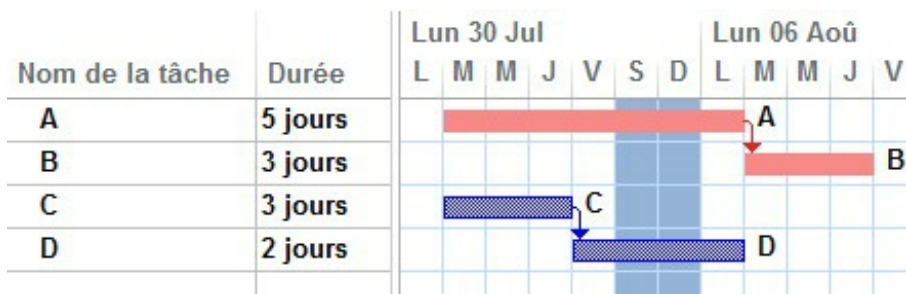 Lun 30 Jul Lun 06 Aoû
Nom de la tâche Durée L M M J V S D L M M J V
A 5 jours A
B 3 jours B
C 3 jours C
D 2 jours D